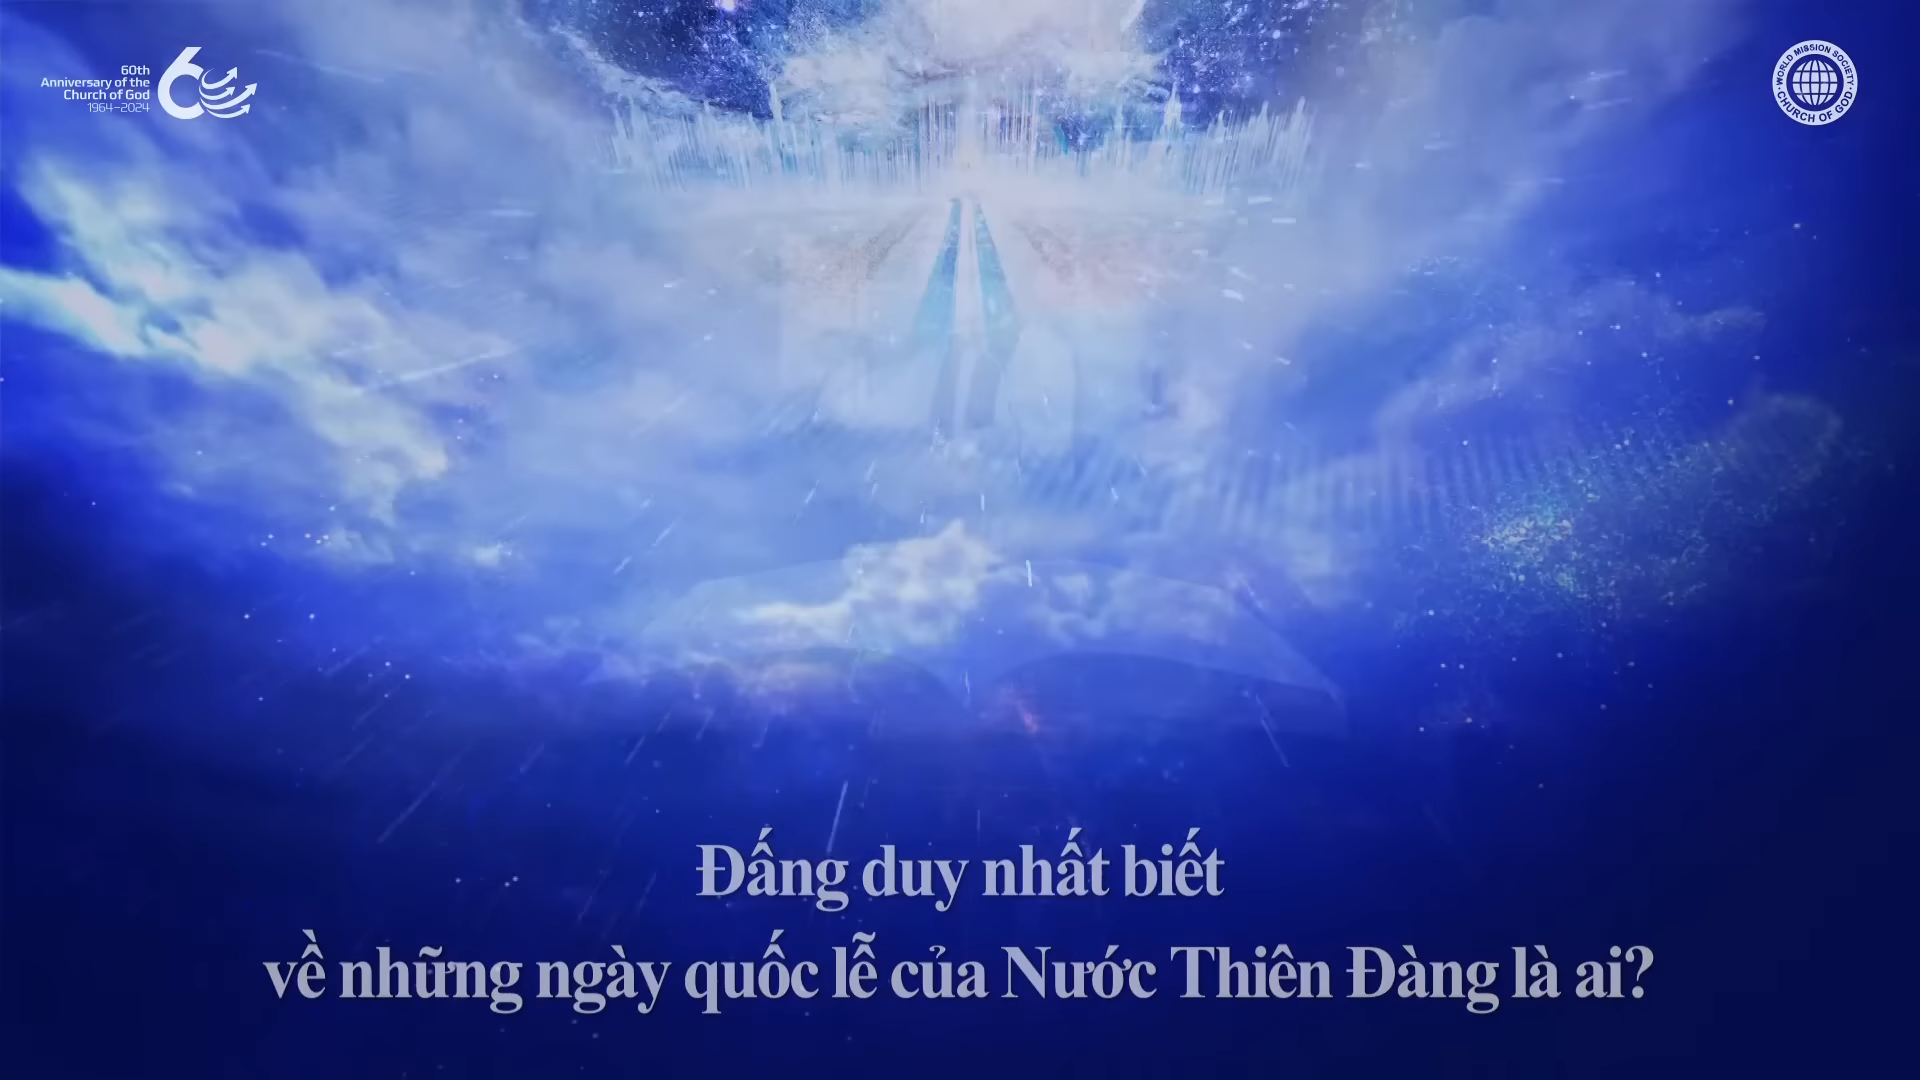 60th
Anniversary of the
Church of God
1964–2024
60
WORLD MISSION SOCIETY
CHURCH OF GOD
Đấng duy nhất biết
về những ngày quốc lễ của Nước Thiên Đàng là ai?